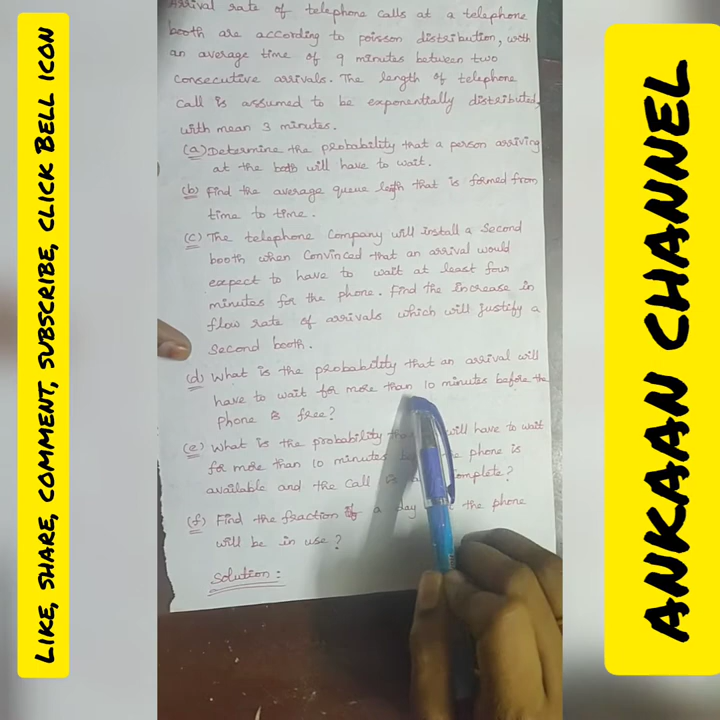 LIKE, SHARE, COMMENT, SUBSCRIBE, CLICK BELL ICON
Arrival rate of telephone calls at a telephone
booth are according to poisson distribution, with
an average time of 9 minutes between two
consecutive arrivals. The length of telephone
call is assumed to be exponentially distributed,
with mean 3 minutes.
(a) Determine the probability that a person arriving
at the both will have to wait.
(b) Find the average queue that is formed from
time to time.
(c) The telephone company will install a second
booth when convinced that an arrival would
expect to have to wait at least four
minutes for the phone. Find the increase in
flow rate of arrivals which will justify a
second booth.
(d) What is the probability that an arrival will
have to wait for more than 10 minutes before the
phone is free?
(e) What is the probability will have to wait
for more than 10 minutes phone is
available and the call is complete?
(f) Find the fraction a day the phone
will be in use?
Solution:
ANKAAN CHANNEL